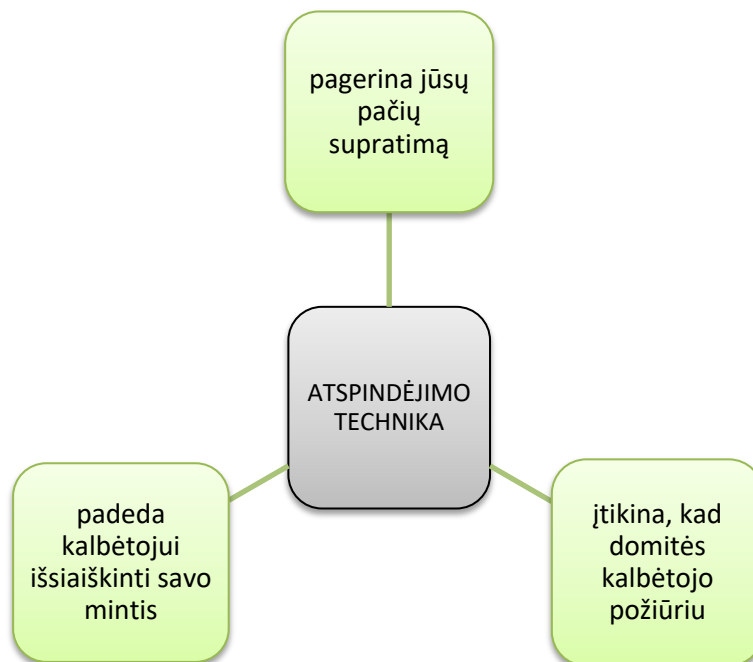 pagerina jūsų
pačių
supratimą
ATSPINDĖJIMO
TECHNIKA
padeda
kalbėtojui
išsiaiškinti savo
mintis
įtikina, kad
domitės
kalbėtojo
požiūriu